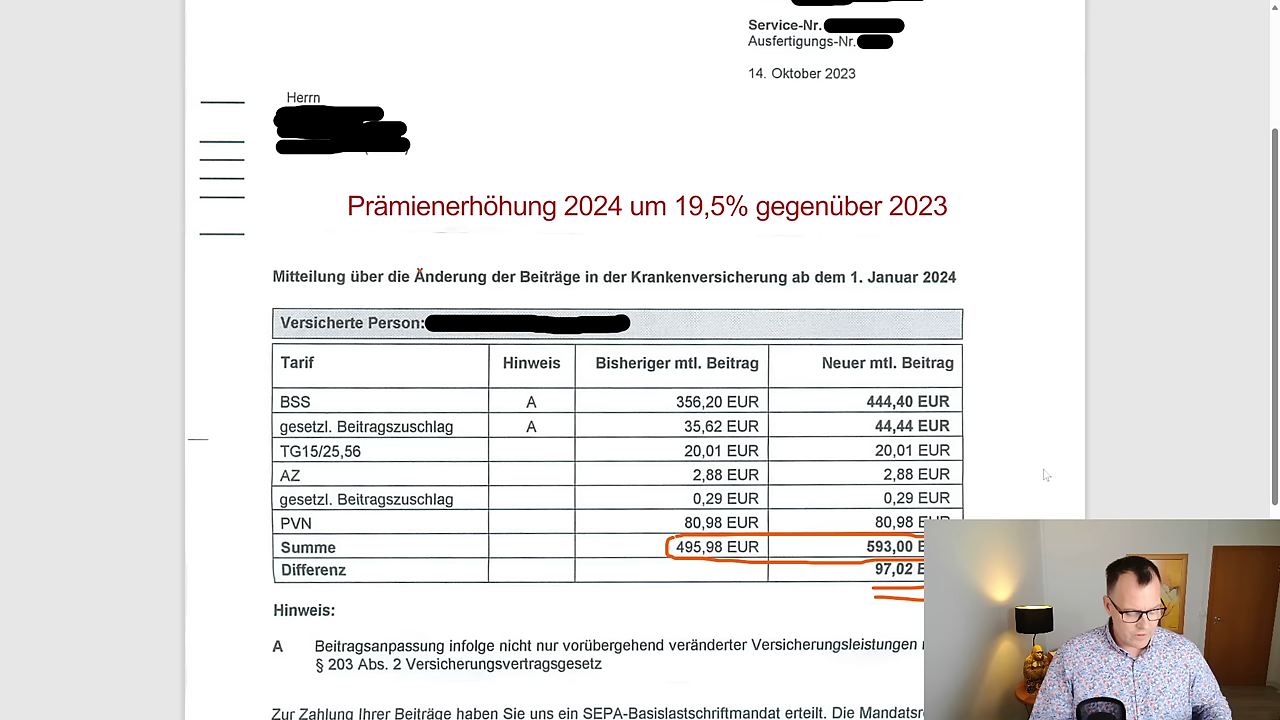 Service-Nr.
Ausfertigungs-Nr.
14. Oktober 2023
Herrn
Prämienerhöhung 2024 um 19,5% gegenüber 2023
Mitteilung über die Änderung der Beiträge in der Krankenversicherung ab dem 1. Januar 2024
Versicherte Person:
Tarif Hinweis Bisheriger mtl. Beitrag Neuer mtl. Beitrag
BSS A 356,20 EUR 444,40 EUR
gesetzl. Beitragszuschlag A 35,62 EUR 44,44 EUR
TG15/25,56 20,01 EUR 20,01 EUR
AZ 2,88 EUR 2,88 EUR
gesetzl. Beitragszuschlag 0,29 EUR 0,29 EUR
PVN 80,98 EUR 80,98 EUR
Summe 495,98 EUR 593,00 E
Differenz 97,02 E
Hinweis:
A Beitragsanpassung infolge nicht nur vorübergehend veränderter Versicherungsleistungen
§ 203 Abs. 2 Versicherungsvertragsgesetz
Zur Zahlung Ihrer Beiträge haben Sie uns ein SEPA-Basislastschriftmandat erteilt. Die